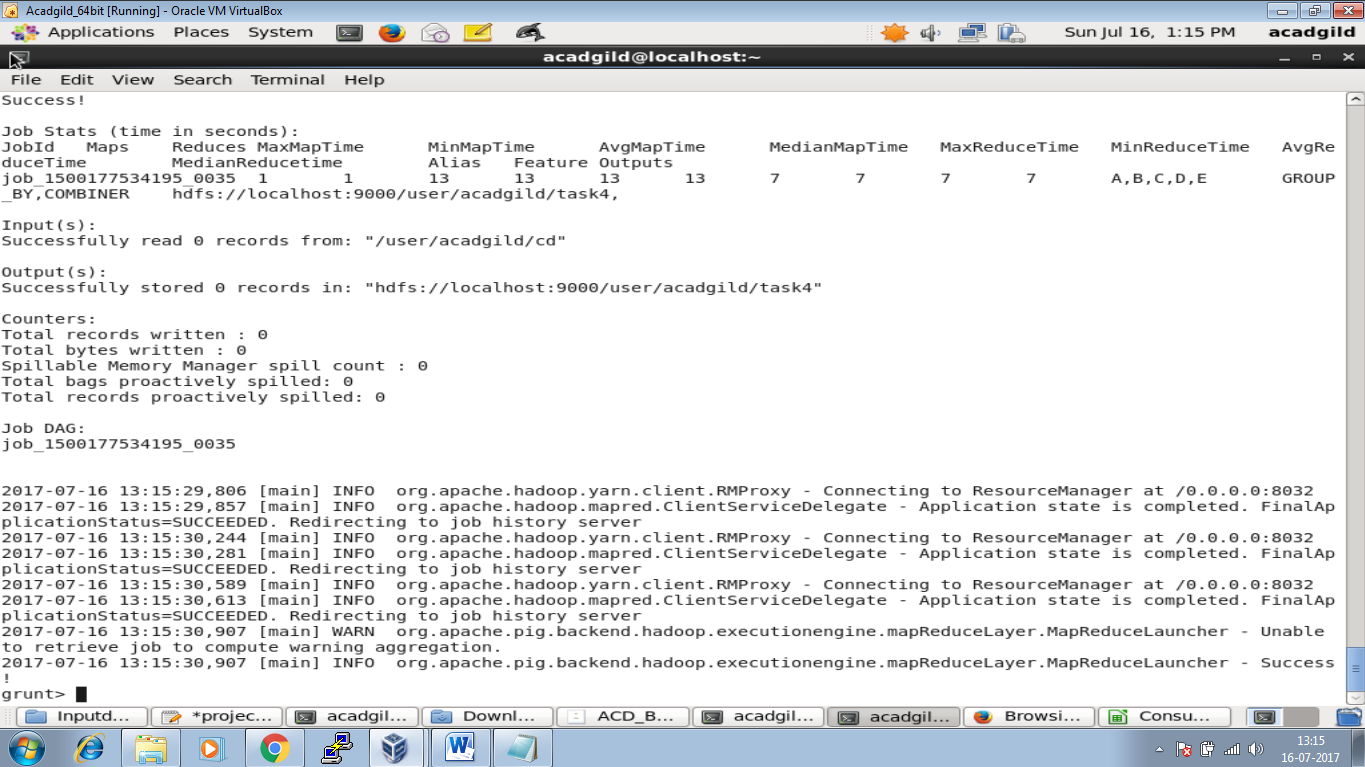 Acadgild_64bit [Running] - Oracle VM VirtualBox
Applications Places System Sun Jul 16, 1:15 PM acadgild
acadgild@localhost:~
File Edit View Search Terminal Help
Success!
Job Stats (time in seconds):
JobId Maps Reduces MaxMapTime MinMapTime AvgMapTime MedianMapTime MaxReduceTime MinReduceTime AvgRe
duceTime MedianReducetime Alias Feature Outputs
job_1500177534195_0035 1 1 13 13 13 13 7 7 7 7 A,B,C,D,E GROUP
_BY,COMBINER hdfs://localhost:9000/user/acadgild/task4,
Input(s):
Successfully read 0 records from: "/user/acadgild/cd"
Output(s):
Successfully stored 0 records in: "hdfs://localhost:9000/user/acadgild/task4"
Counters:
Total records written : 0
Total bytes written : 0
Spillable Memory Manager spill count : 0
Total bags proactively spilled: 0
Total records proactively spilled: 0
Job DAG:
job_1500177534195_0035
2017-07-16 13:15:29,806 [main] INFO org.apache.hadoop.yarn.client.RMProxy - Connecting to ResourceManager at /0.0.0.0:8032
2017-07-16 13:15:29,857 [main] INFO org.apache.hadoop.mapred.ClientServiceDelegate - Application state is completed. FinalAp
plicationStatus=SUCCEEDED. Redirecting to job history server
2017-07-16 13:15:30,244 [main] INFO org.apache.hadoop.yarn.client.RMProxy - Connecting to ResourceManager at /0.0.0.0:8032
2017-07-16 13:15:30,281 [main] INFO org.apache.hadoop.mapred.ClientServiceDelegate - Application state is completed. FinalAp
plicationStatus=SUCCEEDED. Redirecting to job history server
2017-07-16 13:15:30,589 [main] INFO org.apache.hadoop.yarn.client.RMProxy - Connecting to ResourceManager at /0.0.0.0:8032
2017-07-16 13:15:30,613 [main] INFO org.apache.hadoop.mapred.ClientServiceDelegate - Application state is completed. FinalAp
plicationStatus=SUCCEEDED. Redirecting to job history server
2017-07-16 13:15:30,907 [main] WARN org.apache.pig.backend.hadoop.executionengine.mapReduceLayer.MapReduceLauncher - Unable
to retrieve job to compute warning aggregation.
2017-07-16 13:15:30,907 [main] INFO org.apache.pig.backend.hadoop.executionengine.mapReduceLayer.MapReduceLauncher - Success
!
grunt>
Inputd... *projec... acadgil... Downl... ACD_B... acadgil... acadgil... Browsi... Consu...
13:15
16-07-2017